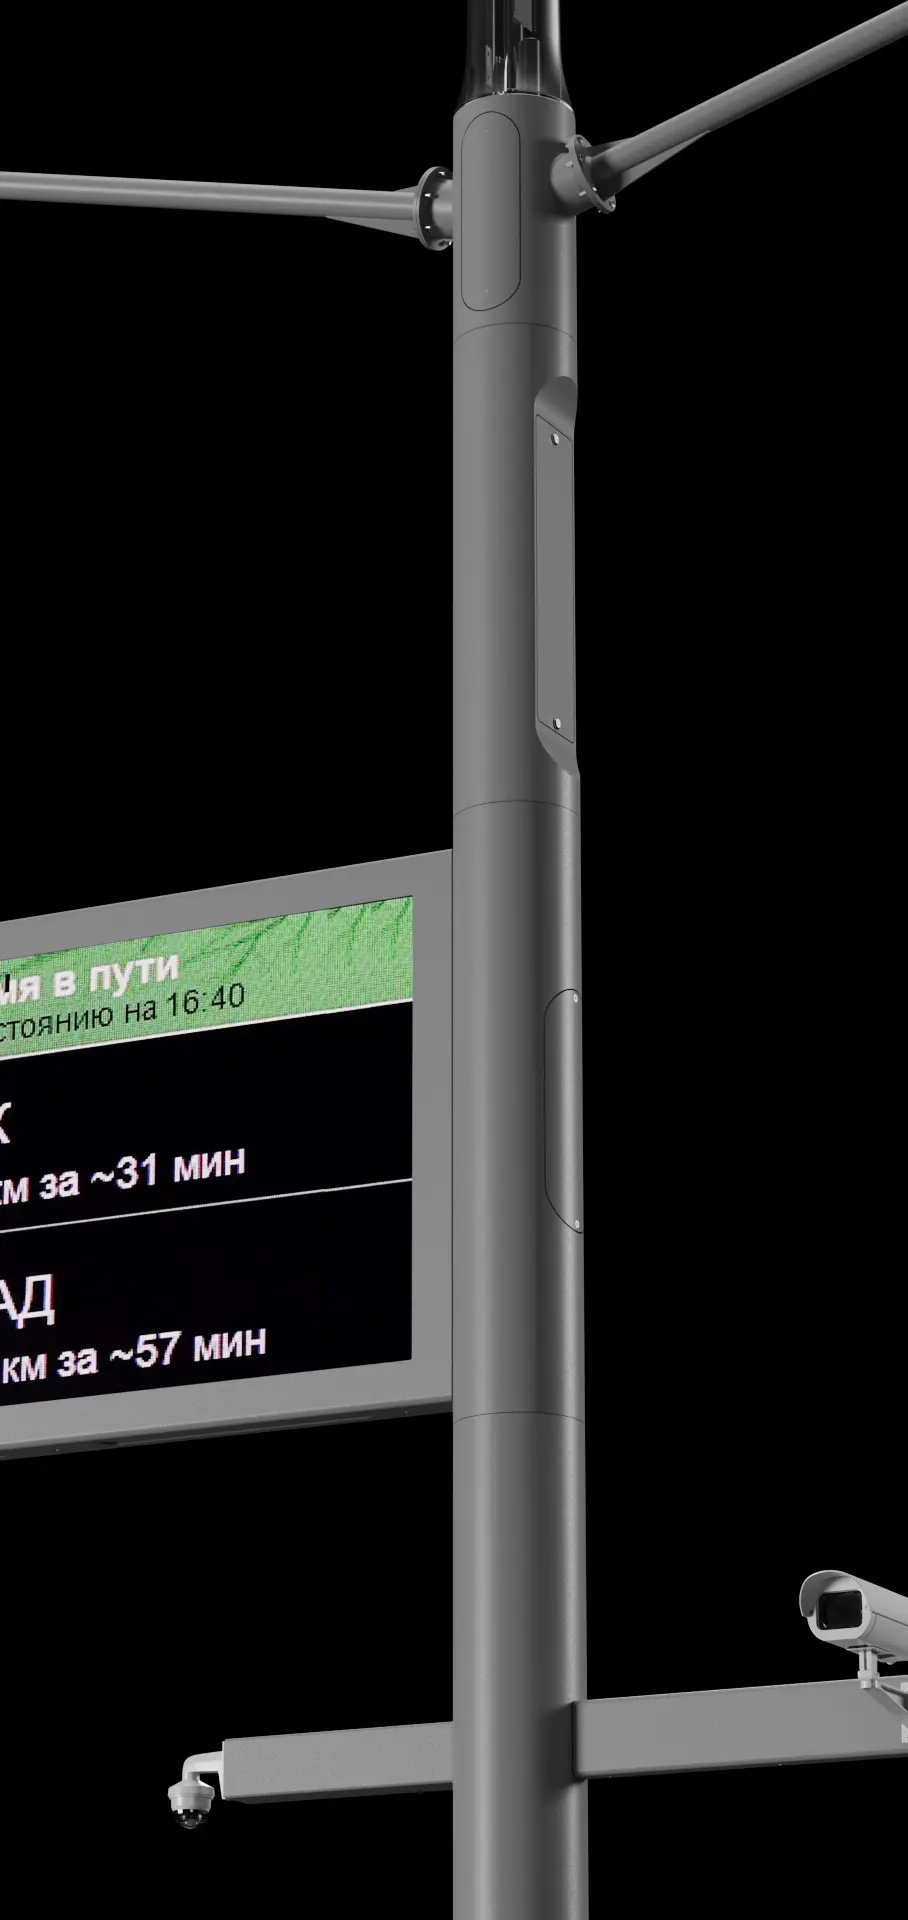 мя в пути
стоянию на 16:40
К
км за ~31 мин
АД
км за ~57 мин